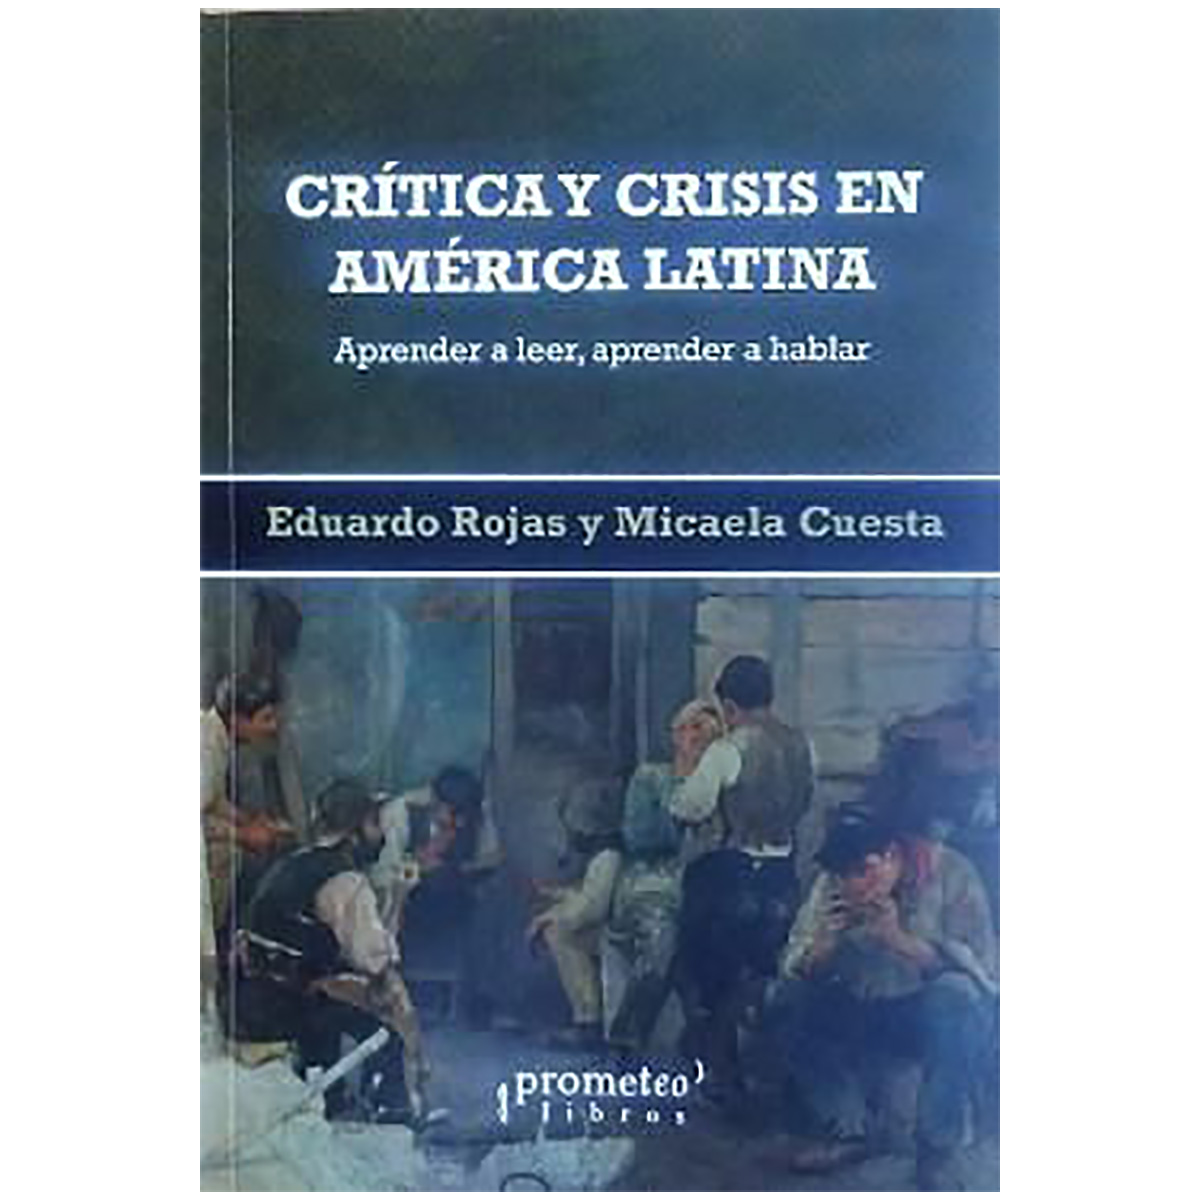 CRÍTICA Y CRISIS EN
AMÉRICA LATINA
Aprender a leer, aprender a hablar
Eduardo Rojas y Micaela Cuesta
prometeo
libros